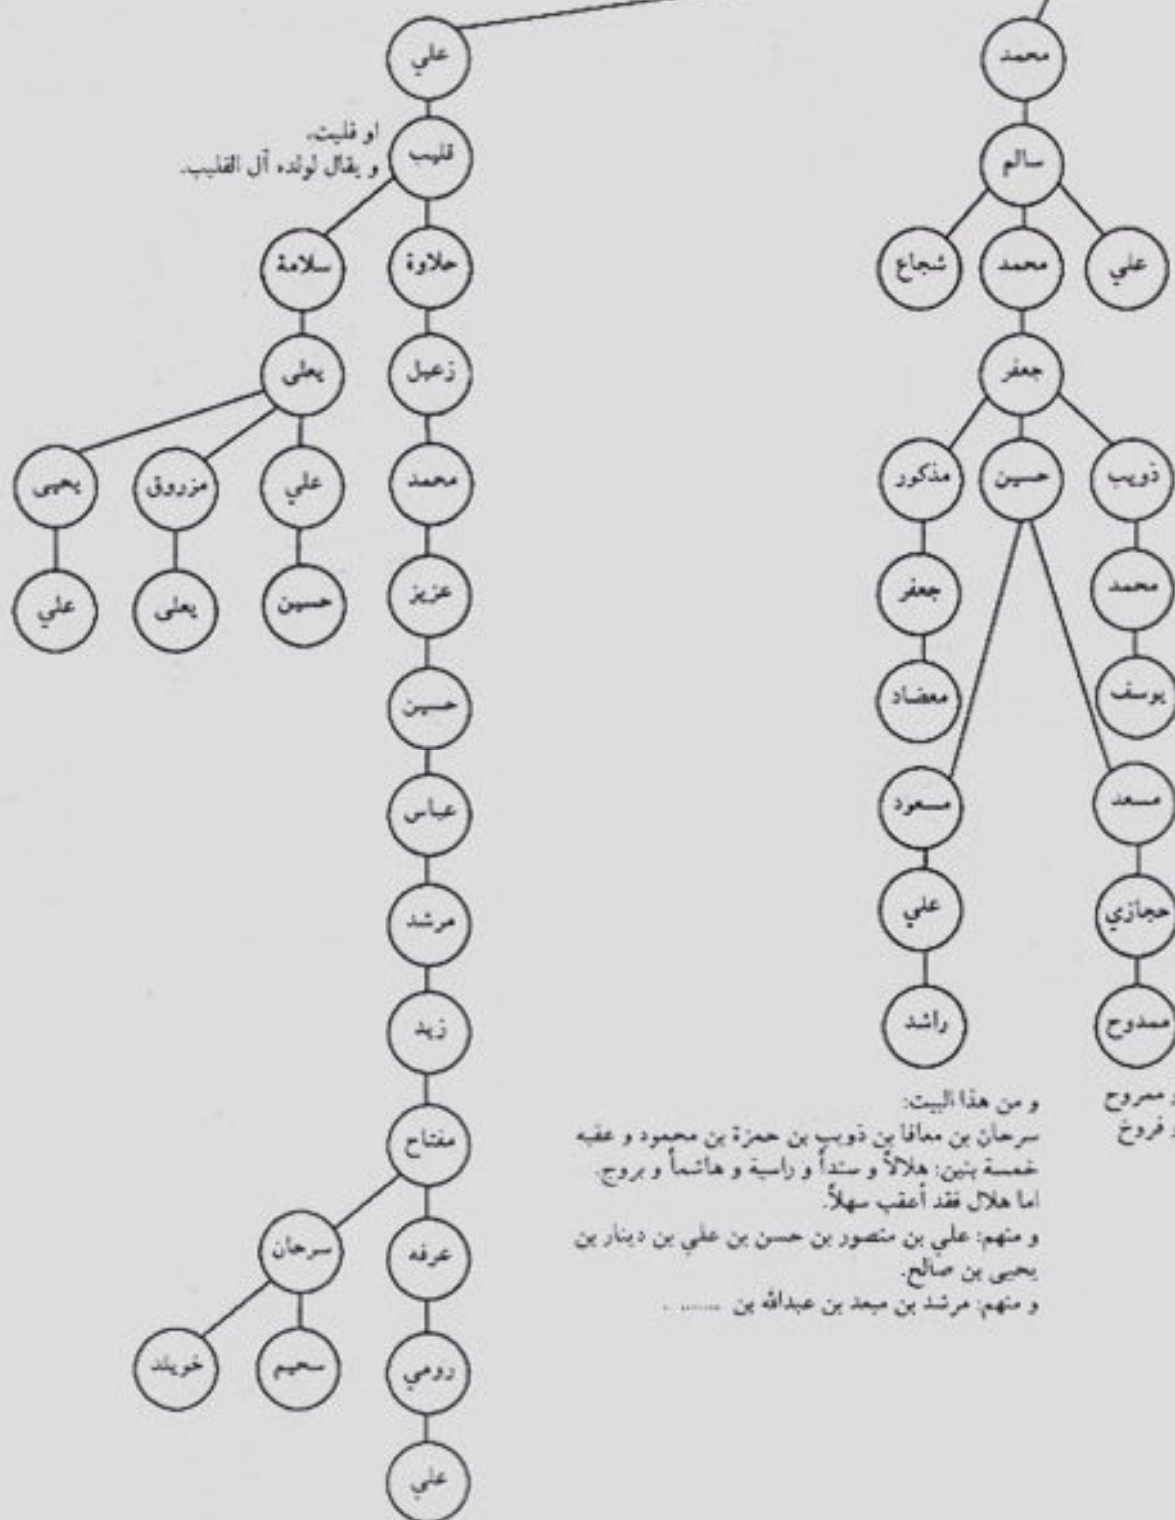 محمد
علي
سالم
قليب
او قليت،
و يقال لولده آل القليب.
علي
محمد
شجاع
حلاوة
سلامة
جعفر
زعيل
يعلى
ذويب
حسين
مذكور
محمد
علي
مزروق
يحيى
محمد
جعفر
عزيز
حسين
يعلى
علي
يوسف
معضاد
حسين
مسعد
مسعود
عباس
حجازي
علي
مرشد
ممدوح
راشد
زيد
و ممروح
و فروخ
و من هذا البيت:
سرحان بن معافا بن ذويب بن حمزة بن محمود و عقبه
خمسة بنين: هلالاً و سنداً و راسية و هاشماً و بروج.
اما هلال فقد أعقب سهلاً.
و منهم: علي بن منصور بن حسن بن علي بن دينار بن
يحيى بن صالح.
و منهم: مرشد بن مبعد بن عبدالله بن ....... .
مفتاح
عرفه
سرحان
رومي
سحيم
خويلد
علي